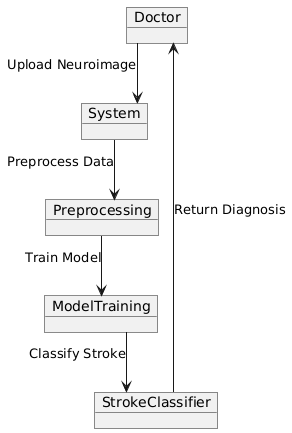 Doctor
Upload Neuroimage
System
Preprocess Data
Preprocessing
Train Model
Return Diagnosis
ModelTraining
Classify Stroke
StrokeClassifier